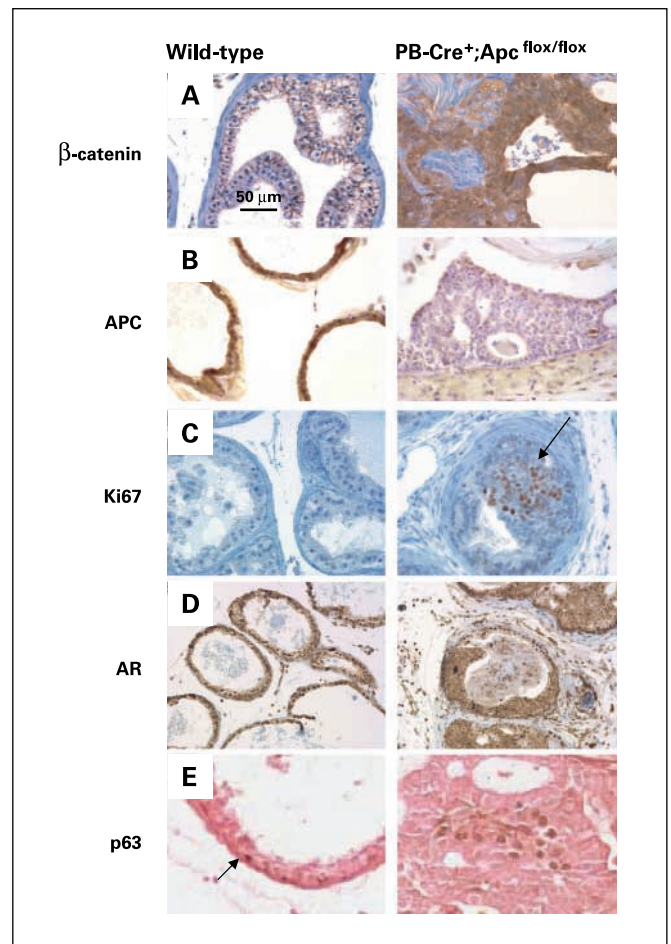 Wild-type PB-Cre⁺;Apc flox/flox
A
β-catenin
50 μm
B
APC
C
Ki67
D
AR
E
p63